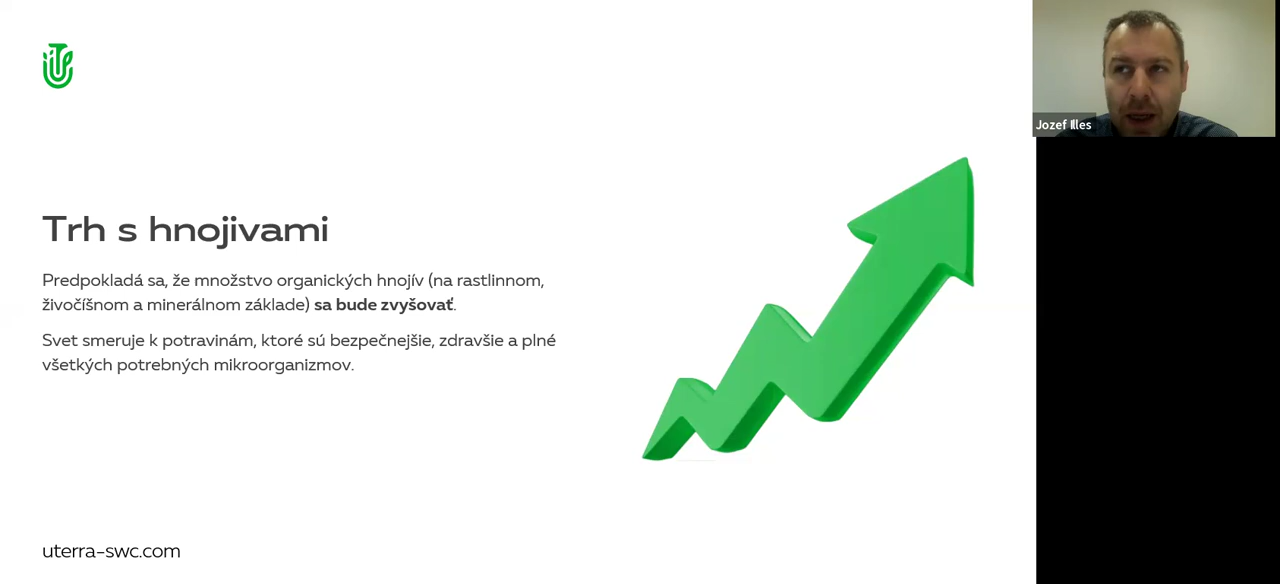 Trh s hnojivami
Predpokladá sa, že množstvo organických hnojív (na rastlinnom,
živočíšnom a minerálnom základe) sa bude zvyšovať.
Svet smeruje k potravinám, ktoré sú bezpečnejšie, zdravšie a plné
všetkých potrebných mikroorganizmov.
uterra-swc.com
Jozef Illes